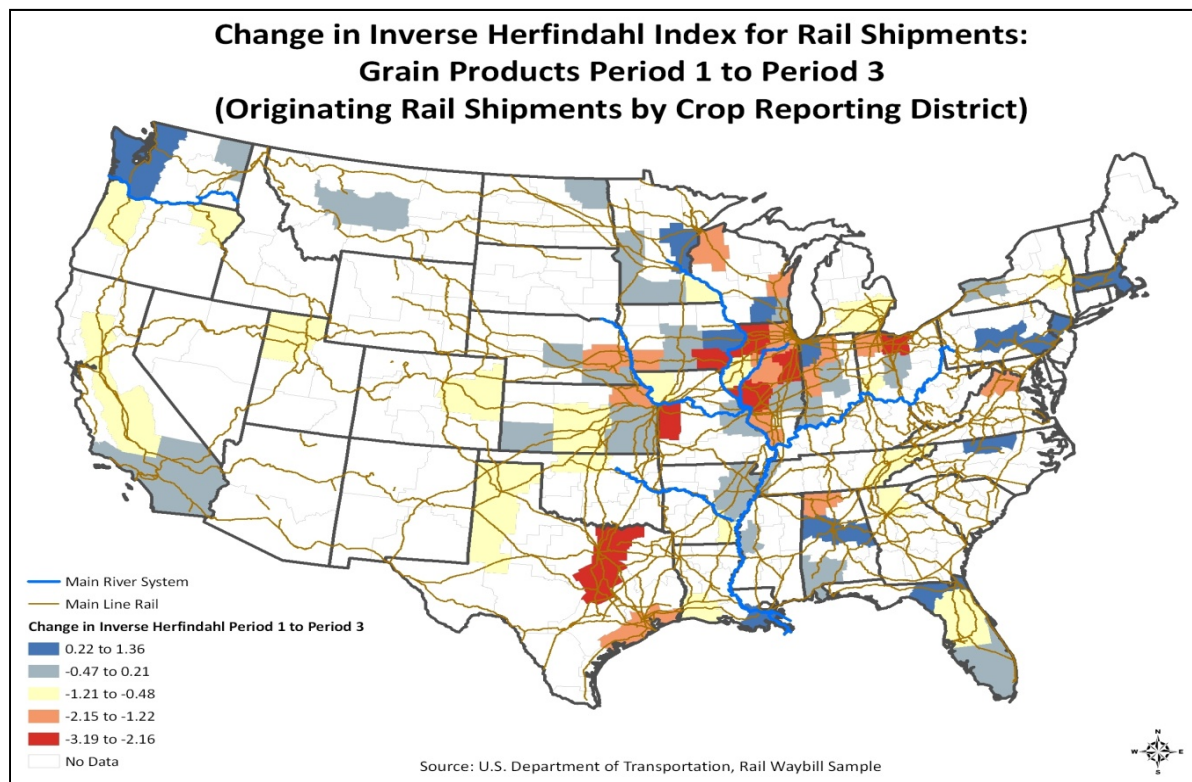 Change in Inverse Herfindahl Index for Rail Shipments:
Grain Products Period 1 to Period 3
(Originating Rail Shipments by Crop Reporting District)
Main River System
Main Line Rail
Change in Inverse Herfindahl Period 1 to Period 3
0.22 to 1.36
-0.47 to 0.21
-1.21 to -0.48
-2.15 to -1.22
-3.19 to -2.16
No Data
Source: U.S. Department of Transportation, Rail Waybill Sample
N
W E
S